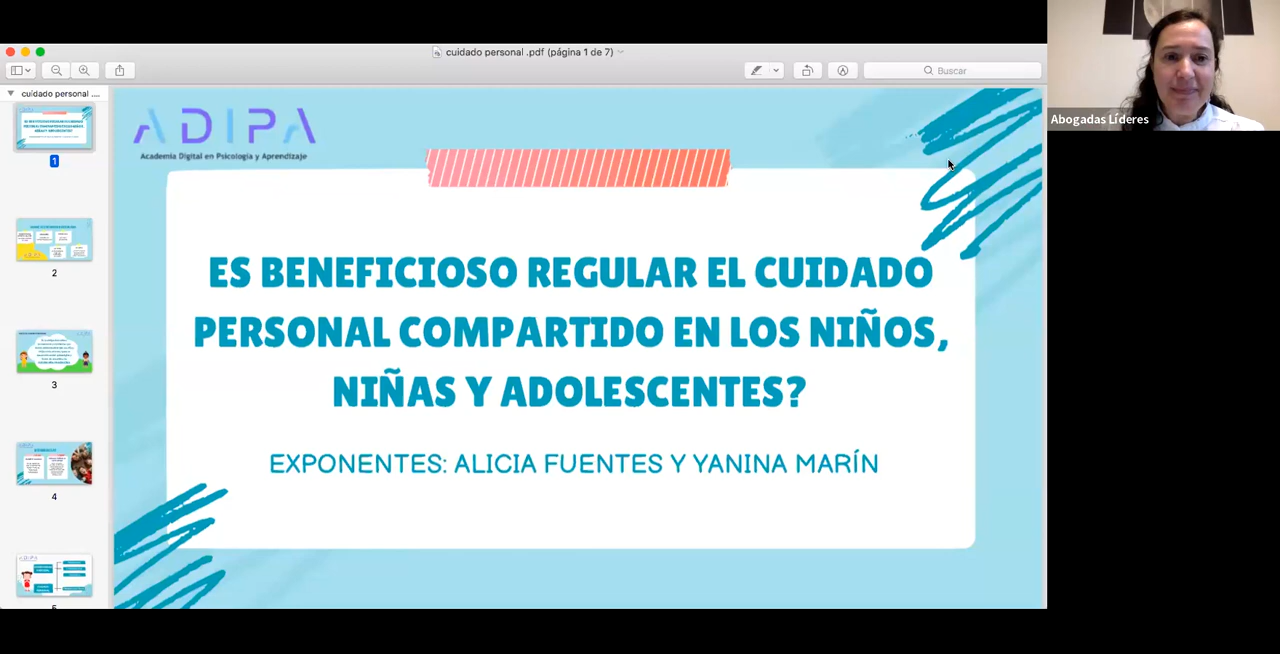 cuidado personal .pdf (página 1 de 7)
Buscar
cuidado personal ....
1
2
3
4
ADIPA
Academia Digital en Psicología y Aprendizaje
ES BENEFICIOSO REGULAR EL CUIDADO
PERSONAL COMPARTIDO EN LOS NIÑOS,
NIÑAS Y ADOLESCENTES?
EXPONENTES: ALICIA FUENTES Y YANINA MARÍN
Abogadas Líderes